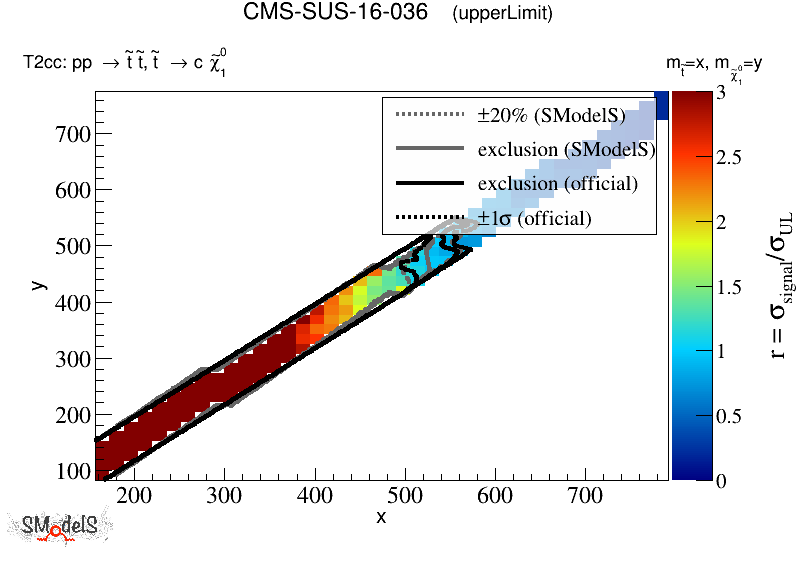 CMS-SUS-16-036 (upperLimit)
T2cc: pp → t̃ t̃, t̃ → c χ̃₁⁰
m_t̃=x, m_χ̃₁⁰=y
±20% (SModelS)
exclusion (SModelS)
exclusion (official)
±1σ (official)
700
600
500
400
300
200
100
y
200 300 400 500 600 700
x
3
2.5
2
1.5
1
0.5
0
r = σ_signal/σ_UL
SModelS